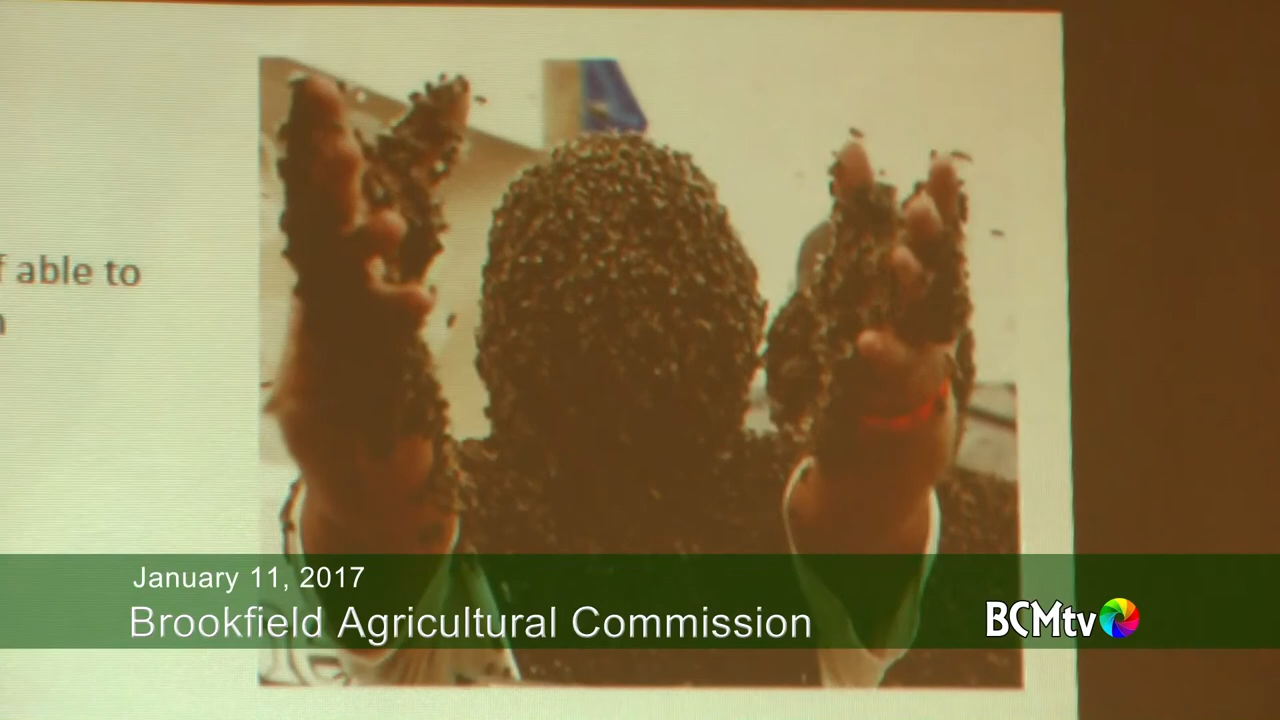 able to
January 11, 2017
Brookfield Agricultural Commission
BCMtv